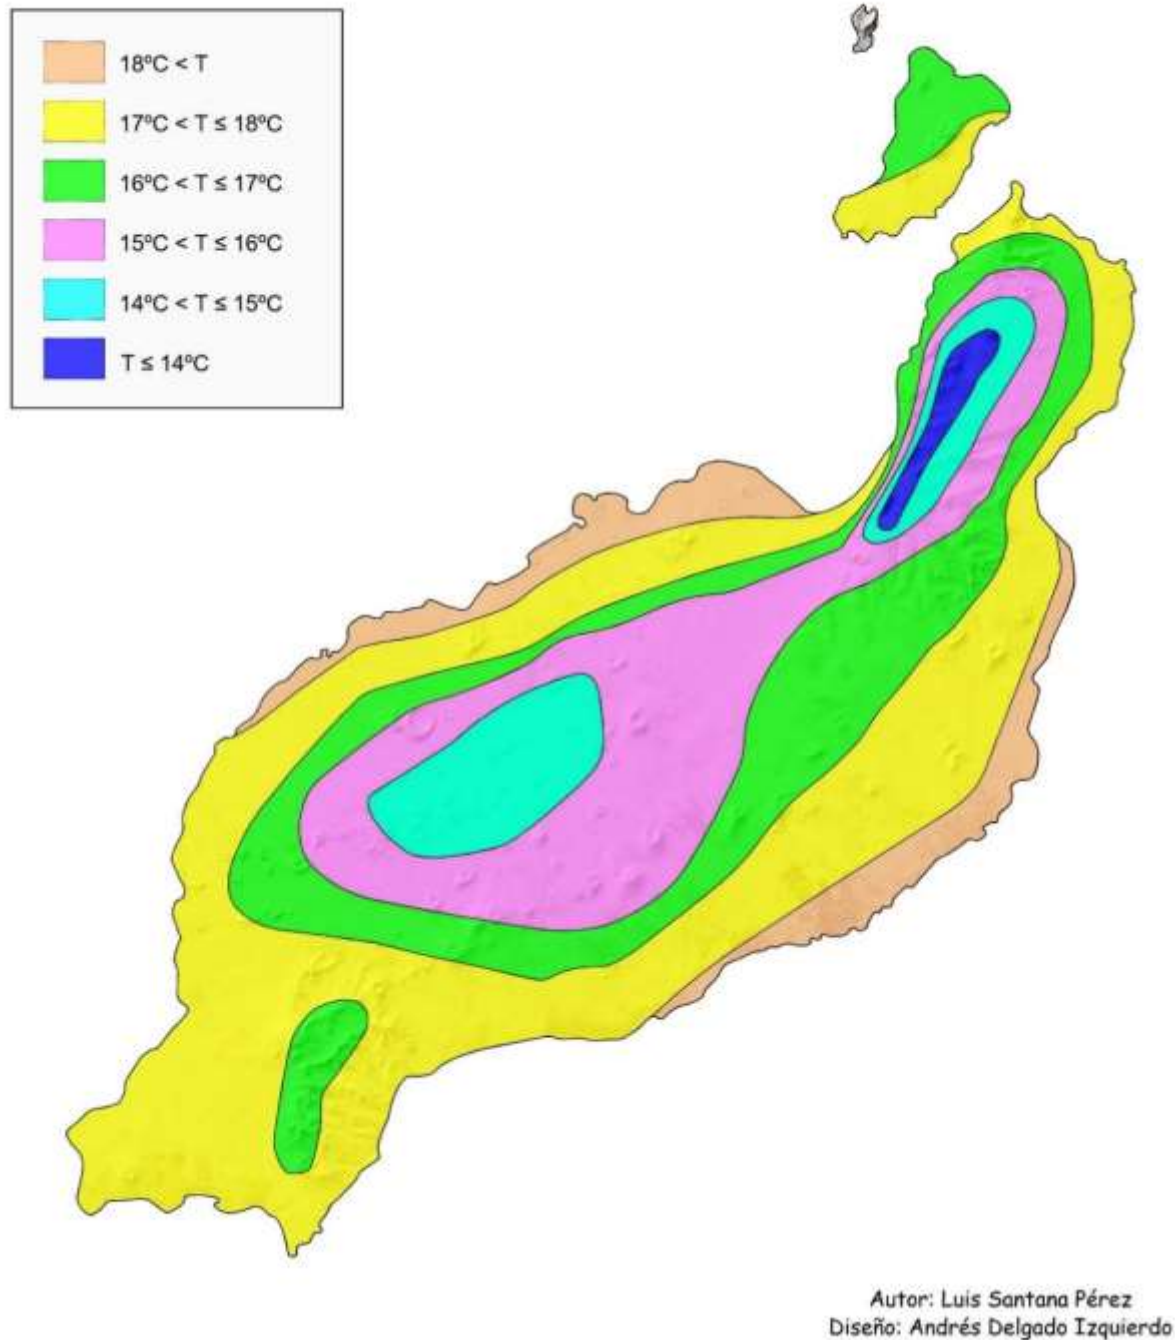 18ºC < T
17ºC < T ≤ 18ºC
16ºC < T ≤ 17ºC
15ºC < T ≤ 16ºC
14ºC < T ≤ 15ºC
T ≤ 14ºC
Autor: Luis Santana Pérez
Diseño: Andrés Delgado Izquierdo